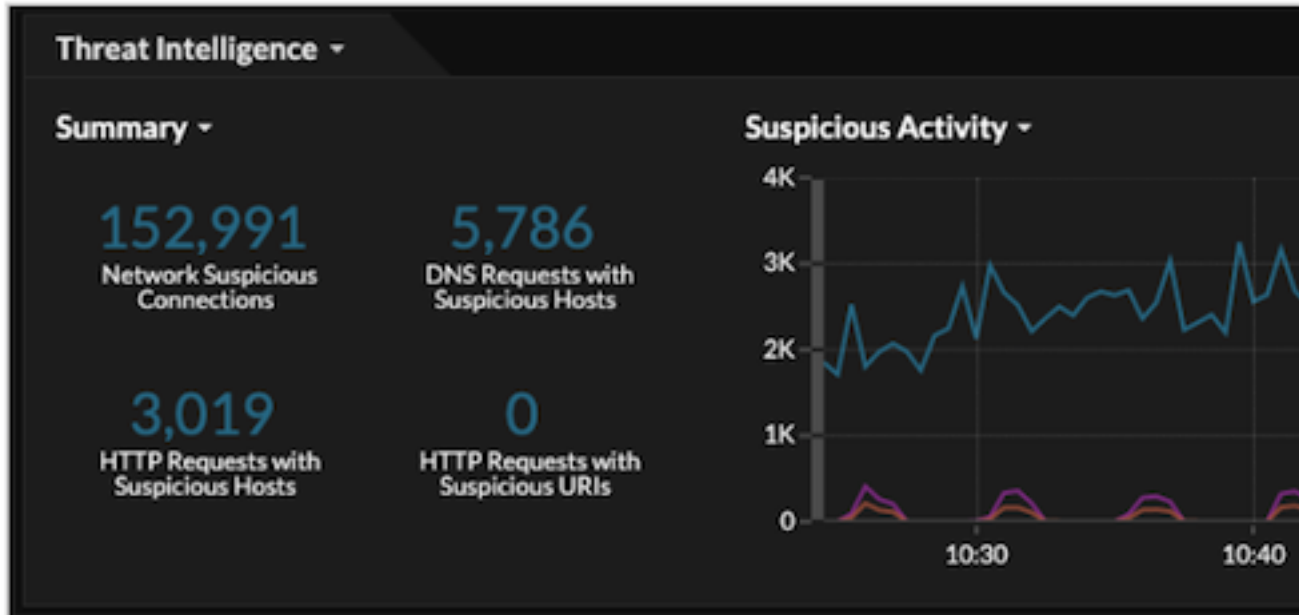 Threat Intelligence
Summary
152,991
Network Suspicious
Connections
5,786
DNS Requests with
Suspicious Hosts
3,019
HTTP Requests with
Suspicious Hosts
0
HTTP Requests with
Suspicious URIs
Suspicious Activity
4K
3K
2K
1K
0
10:30
10:40